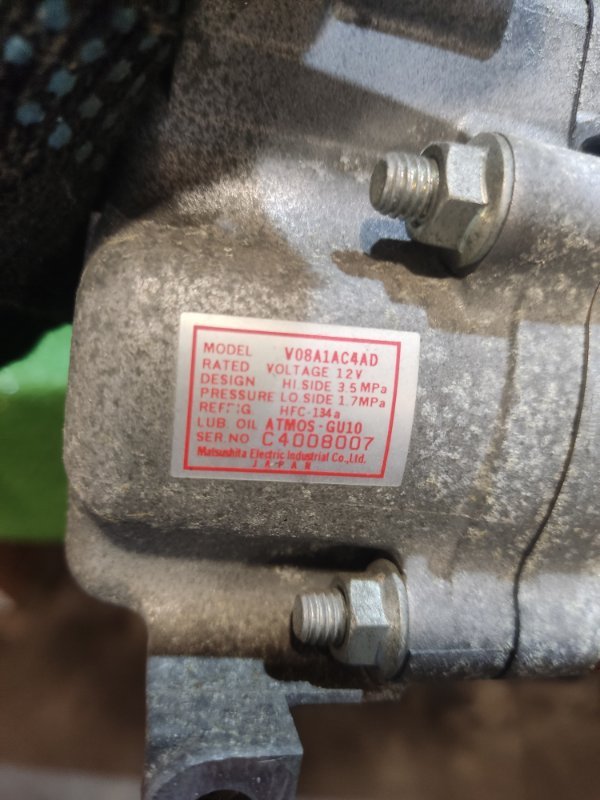 MODEL V08A1AC4AD
RATED VOLTAGE 12V
DESIGN HI SIDE 3.5 MPa
PRESSURE LO SIDE 1.7MPa
REFRIG. HFC-134a
LUB. OIL ATMOS-GU10
SER.NO C4008007
Matsushita Electric Industrial Co.,Ltd.
JAPAN